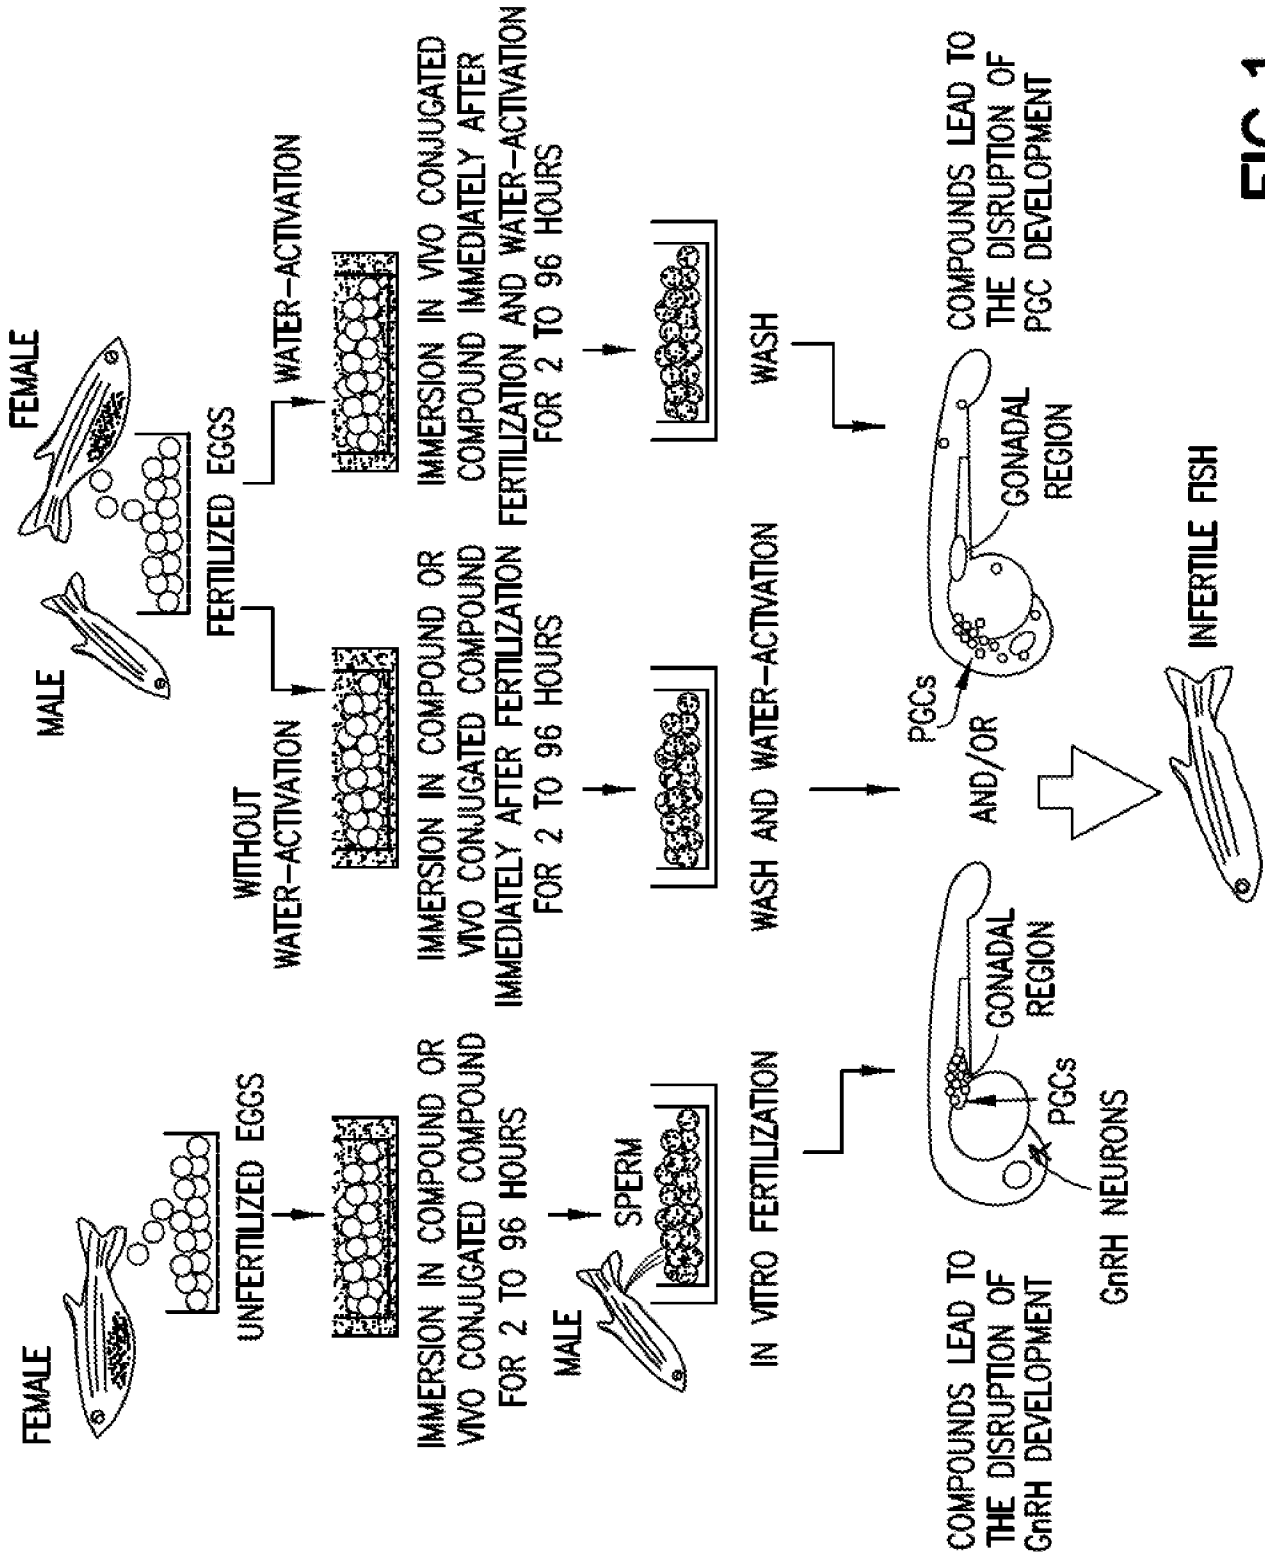 FEMALE
UNFERTILIZED EGGS
IMMERSION IN COMPOUND OR
VIVO CONJUGATED COMPOUND
FOR 2 TO 96 HOURS
MALE
SPERM
IN VITRO FERTILIZATION
MALE
FEMALE
FERTILIZED EGGS
WITHOUT
WATER-ACTIVATION
IMMERSION IN COMPOUND OR
VIVO CONJUGATED COMPOUND
IMMEDIATELY AFTER FERTILIZATION
FOR 2 TO 96 HOURS
WASH AND WATER-ACTIVATION
WATER-ACTIVATION
IMMERSION IN VIVO CONJUGATED
COMPOUND IMMEDIATELY AFTER
FERTILIZATION AND WATER-ACTIVATION
FOR 2 TO 96 HOURS
WASH
COMPOUNDS LEAD TO
THE DISRUPTION OF
GnRH DEVELOPMENT
GONADAL
REGION
PGCs
GnRH NEURONS
AND/OR
PGCs
GONADAL
REGION
COMPOUNDS LEAD TO
THE DISRUPTION OF
PGC DEVELOPMENT
INFERTILE FISH
FIG.1